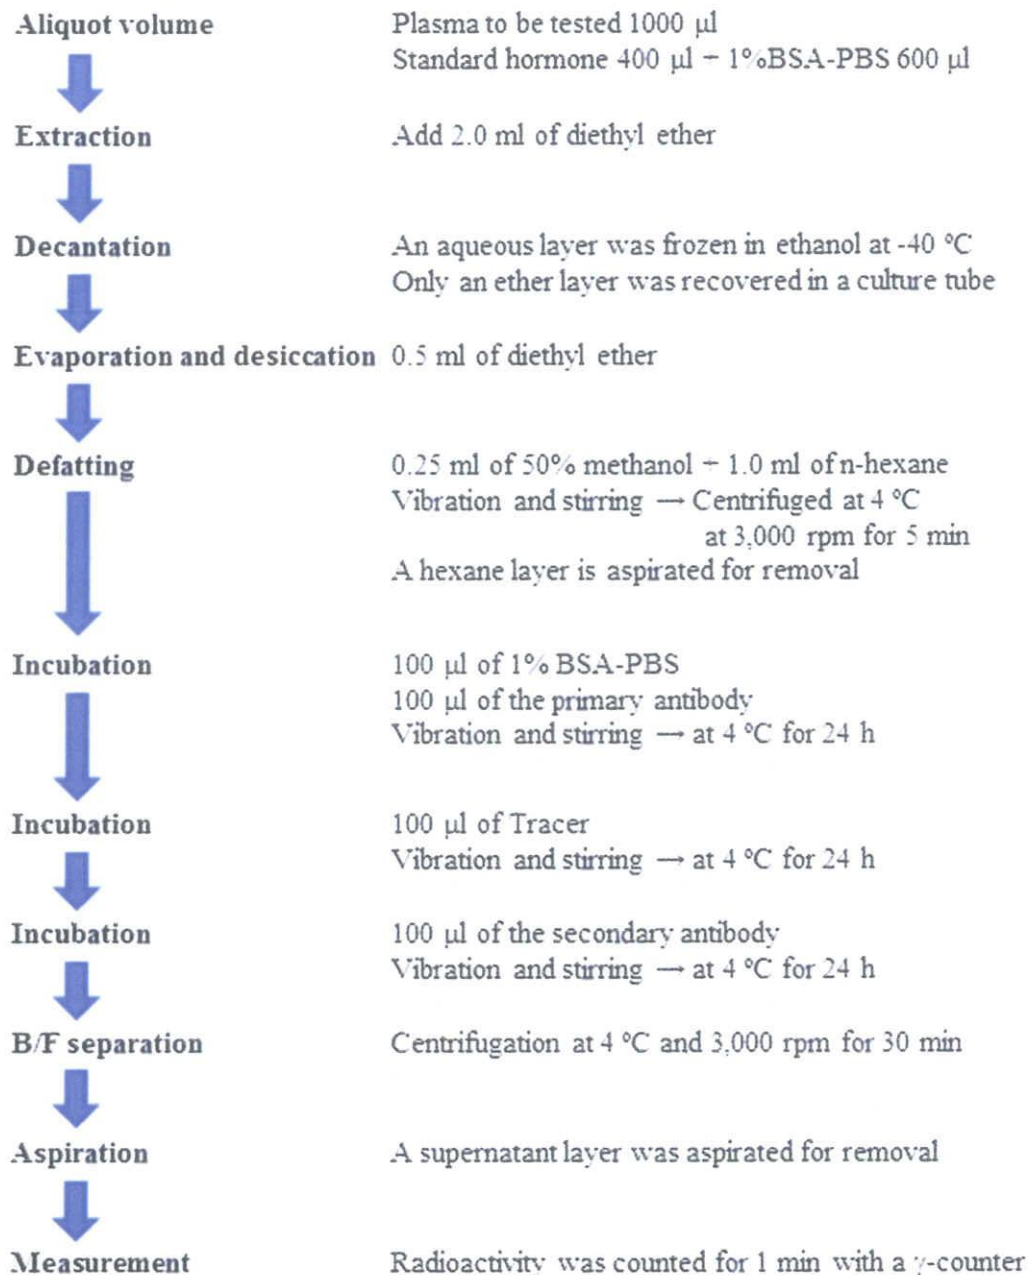 Aliquot volume Plasma to be tested 1000 µl
Standard hormone 400 µl + 1%BSA-PBS 600 µl
Extraction Add 2.0 ml of diethyl ether
Decantation An aqueous layer was frozen in ethanol at -40 °C
Only an ether layer was recovered in a culture tube
Evaporation and desiccation 0.5 ml of diethyl ether
Defatting 0.25 ml of 50% methanol + 1.0 ml of n-hexane
Vibration and stirring → Centrifuged at 4 °C
at 3,000 rpm for 5 min
A hexane layer is aspirated for removal
Incubation 100 µl of 1% BSA-PBS
100 µl of the primary antibody
Vibration and stirring → at 4 °C for 24 h
Incubation 100 µl of Tracer
Vibration and stirring → at 4 °C for 24 h
Incubation 100 µl of the secondary antibody
Vibration and stirring → at 4 °C for 24 h
B/F separation Centrifugation at 4 °C and 3,000 rpm for 30 min
Aspiration A supernatant layer was aspirated for removal
Measurement Radioactivity was counted for 1 min with a γ-counter